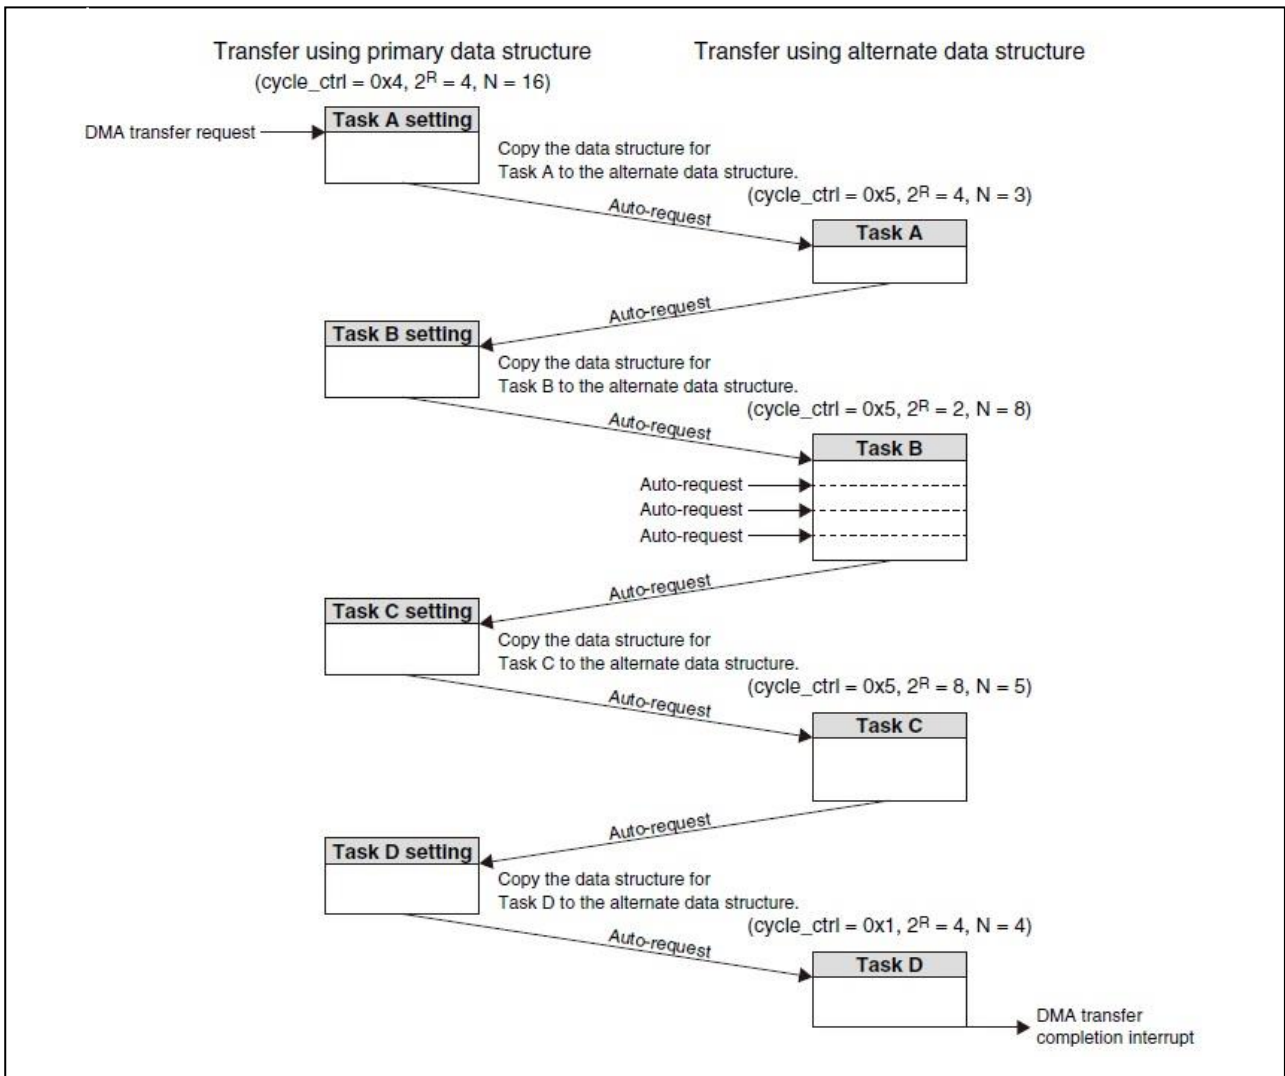 Transfer using primary data structure
(cycle_ctrl = 0x4, 2R = 4, N = 16)
Transfer using alternate data structure
DMA transfer request
Task A setting
Copy the data structure for
Task A to the alternate data structure.
(cycle_ctrl = 0x5, 2R = 4, N = 3)
Auto-request
Task A
Auto-request
Task B setting
Copy the data structure for
Task B to the alternate data structure.
(cycle_ctrl = 0x5, 2R = 2, N = 8)
Auto-request
Task B
Auto-request
Auto-request
Auto-request
Auto-request
Task C setting
Copy the data structure for
Task C to the alternate data structure.
(cycle_ctrl = 0x5, 2R = 8, N = 5)
Auto-request
Task C
Auto-request
Task D setting
Copy the data structure for
Task D to the alternate data structure.
(cycle_ctrl = 0x1, 2R = 4, N = 4)
Auto-request
Task D
DMA transfer
completion interrupt